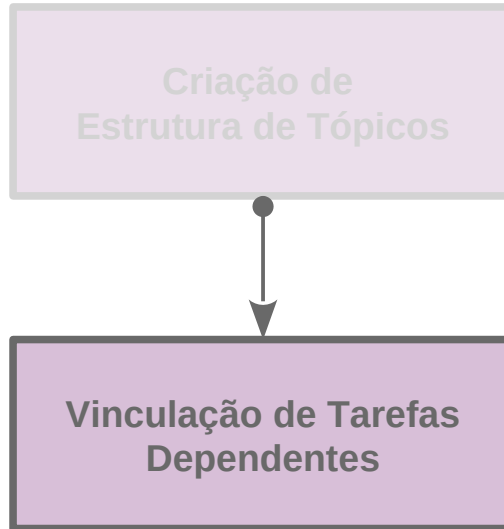 Criação de
Estrutura de Tópicos
Vinculação de Tarefas
Dependentes